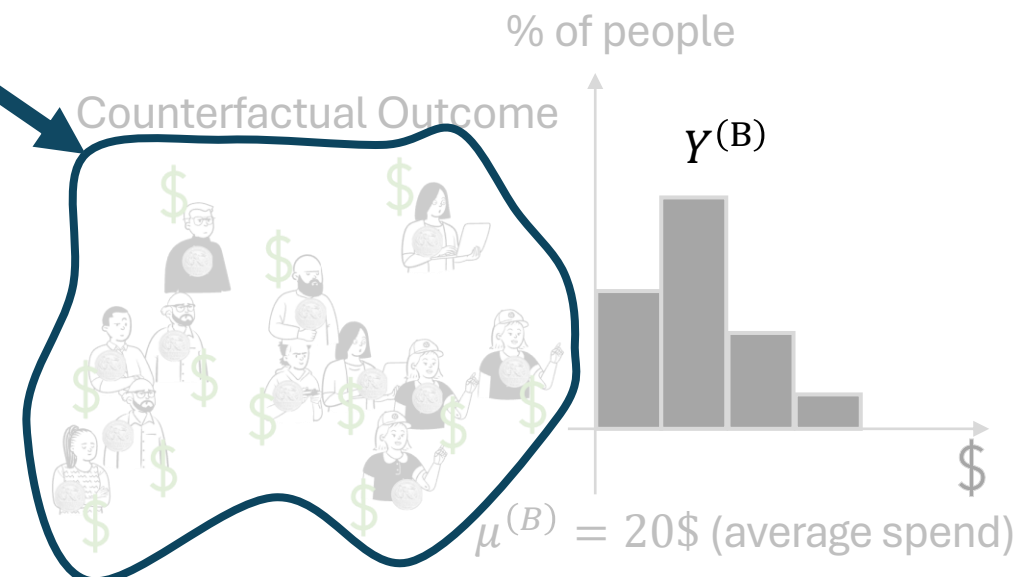 % of people
Counterfactual Outcome
Y^(B)
$ $ $ $ $ $ $ $ $ $ $ $
$
μ^(B) = 20$ (average spend)